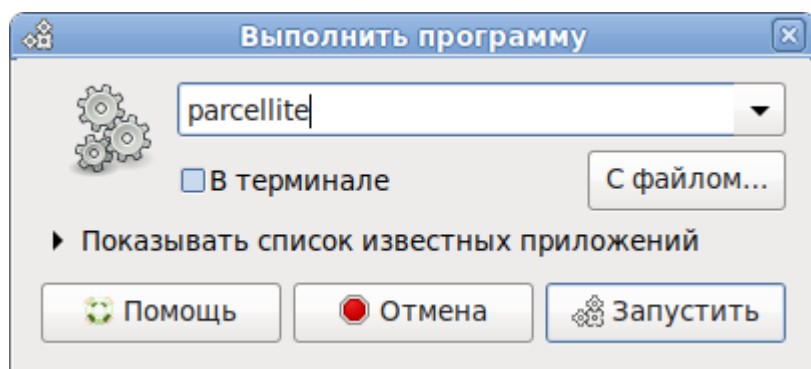 Выполнить программу
parcellite
В терминале
С файлом...
Показывать список известных приложений
Помощь
Отмена
Запустить